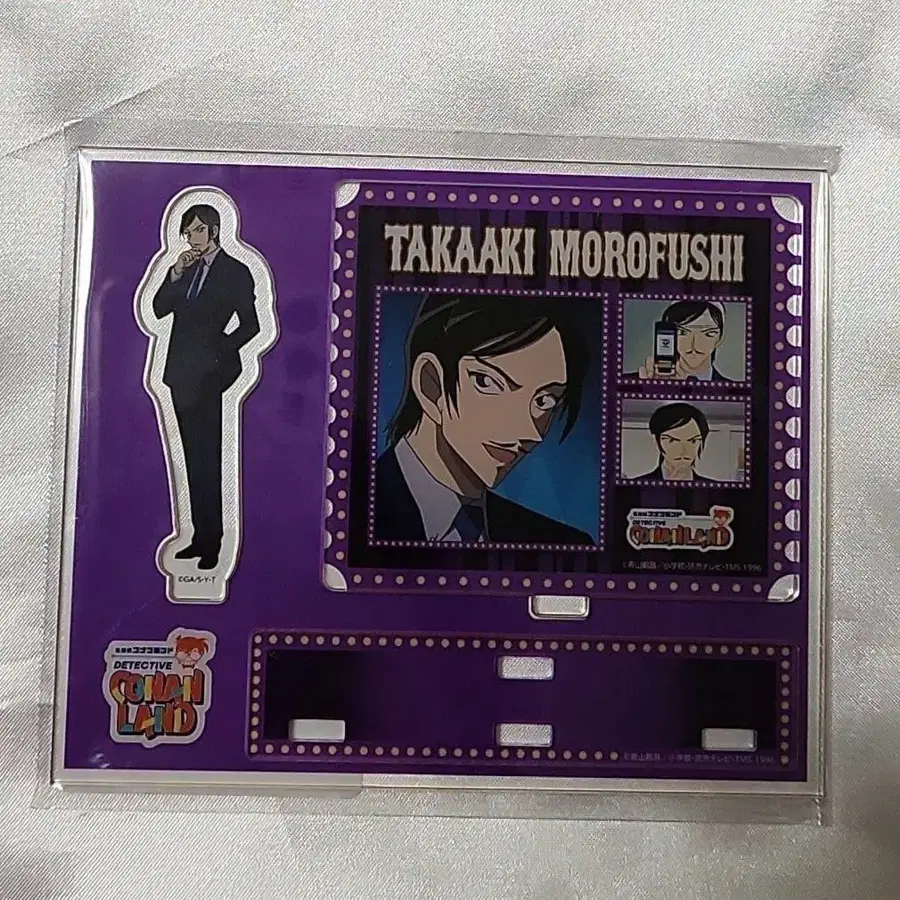 TAKAAKI MOROFUSHI
DETECTIVE
CONAN LAND
©青山剛昌/小学館・読売テレビ・TMS 1996
©GA/S・Y・T
DETECTIVE
CONAN
LAND
©青山剛昌/小学館・読売テレビ・TMS 1996